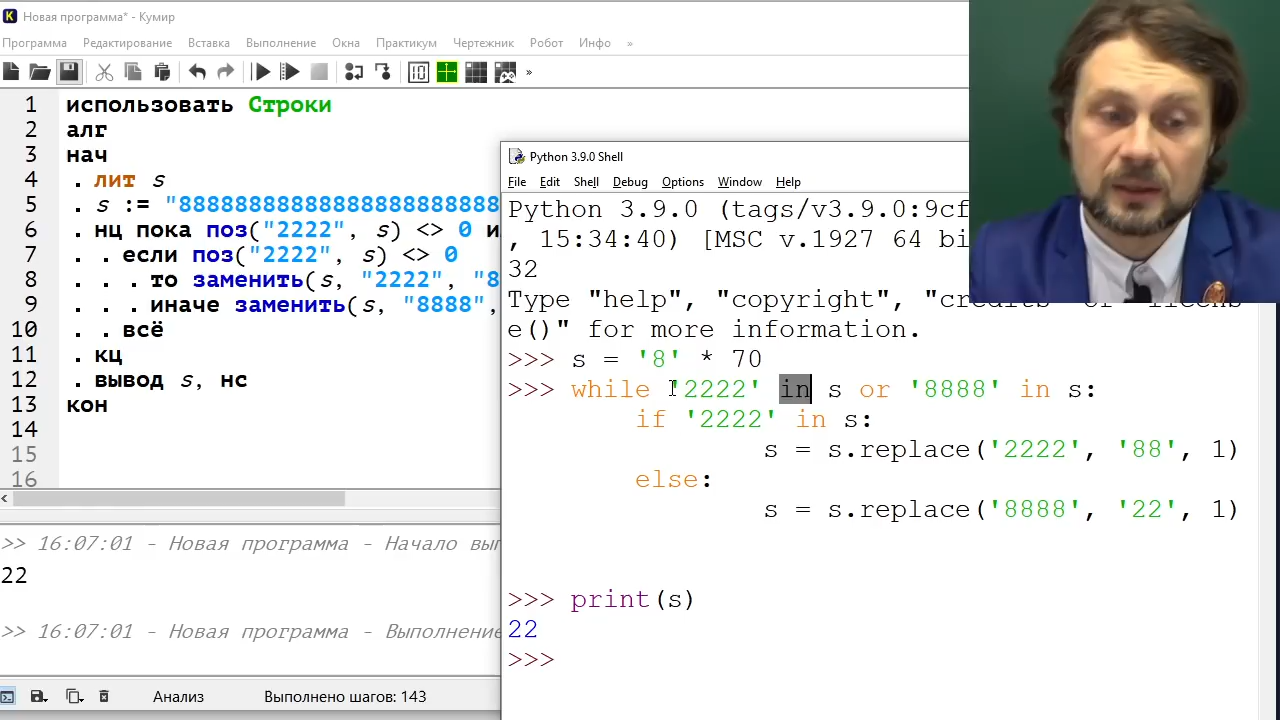 Новая программа* - Кумир
Программа Редактирование Вставка Выполнение Окна Практикум Чертежник Робот Инфо »
»
1 использовать Строки
2 алг
3 нач
4 . лит s
5 . s := "88888888888888888888888
6 . нц пока поз("2222", s) <> 0 и
7 . . если поз("2222", s) <> 0
8 . . . то заменить(s, "2222", "8
9 . . . иначе заменить(s, "8888",
10 . . всё
11 . кц
12 . вывод s, нс
13 кон
14
15
16
>> 16:07:01 - Новая программа - Начало вып
22
>> 16:07:01 - Новая программа - Выполнение
Анализ Выполнено шагов: 143
Python 3.9.0 Shell
File Edit Shell Debug Options Window Help
Python 3.9.0 (tags/v3.9.0:9cf
, 15:34:40) [MSC v.1927 64 bi
32
Type "help", "copyright", "credits" or "licens
e()" for more information.
>>> s = '8' * 70
>>> while '2222' in s or '8888' in s:
if '2222' in s:
s = s.replace('2222', '88', 1)
else:
s = s.replace('8888', '22', 1)
>>> print(s)
22
>>>